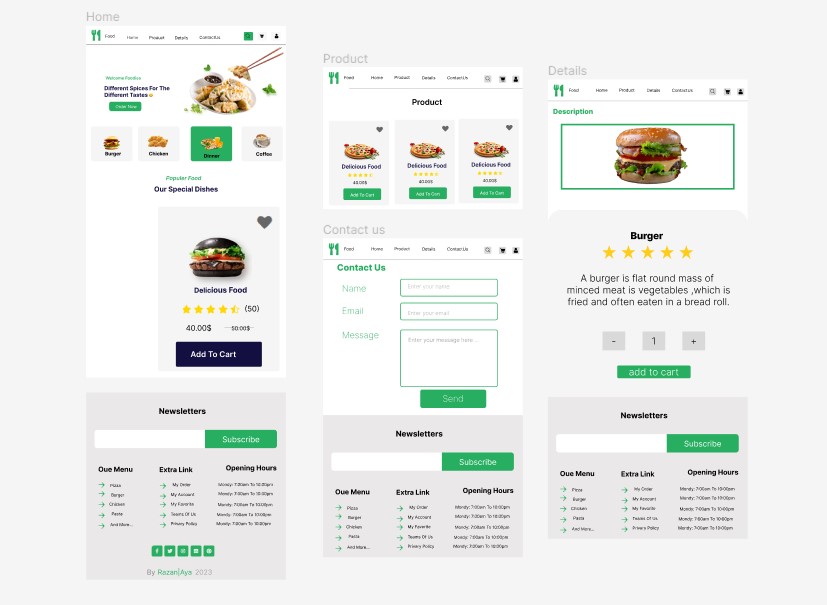 Home
Food Home Product Details ContactUs
Welcome Foodies
Different Spices For The
Different Tastes
Order Now
Burger Chicken Dinner Coffee
Populer Food
Our Special Dishes
Delicious Food
(50)
40.00$ 50.00$
Add To Cart
Newsletters
Subscribe
Oue Menu Extra Link Opening Hours
Pizza My Order Mondy: 7:00am To 10:00pm
Burger My Account Mondy: 7:00am To 10:00pm
Cruises My Favorite Mondy: 7:00am To 10:00pm
Pasta Teams Of Us Mondy: 7:00am To 10:00pm
And More... Privacy Policy Mondy: 7:00am To 10:00pm
By Razan|Aya 2023
Product
Food Home Product Details Contact Us
Product
Delicious Food Delicious Food Delicious Food
40.00$ 40.00$ 40.00$
Add To Cart Add To Cart Add To Cart
Contact us
Food Home Product Details Contact Us
Contact Us
Name Enter your name
Email Enter your email
Message Enter your message here ...
Send
Newsletters
Subscribe
Oue Menu Extra Link Opening Hours
Pizza My Order Mondy: 7:00am To 10:00pm
Burger My Account Mondy: 7:00am To 10:00pm
Chicken My Favorite Mondy: 7:00am To 10:00pm
Pasta Teams Of Us Mondy: 7:00am To 10:00pm
And More... Privacy Policy Mondy: 7:00am To 10:00pm
Details
Food Home Product Details ContactUs
Description
Burger
A burger is flat round mass of
minced meat is vegetables ,which is
fried and often eaten in a bread roll.
- 1 +
add to cart
Newsletters
Subscribe
Oue Menu Extra Link Opening Hours
Pizza My Order Mondy: 7:00am To 10:00pm
Burger My Account Mondy: 7:00am To 10:00pm
Chicken My Favorite Mondy: 7:00am To 10:00pm
Pasta Teams Of Us Mondy: 7:00am To 10:00pm
And More... Privacy Policy Mondy: 7:00am To 10:00pm